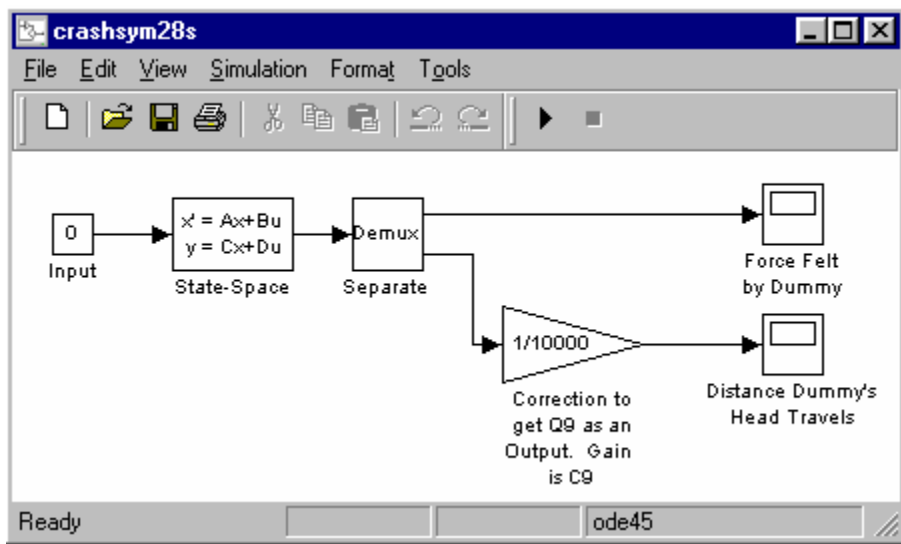 crashsym28s
File Edit View Simulation Format Tools
0
Input
x' = Ax+Bu
y = Cx+Du
State-Space
Demux
Separate
Force Felt
by Dummy
1/10000
Correction to
get Q9 as an
Output. Gain
is C9
Distance Dummy's
Head Travels
Ready
ode45